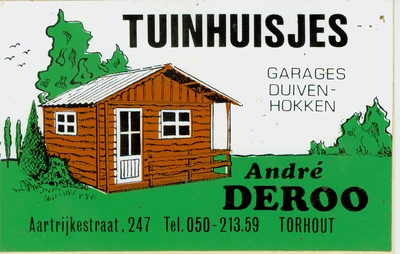 TUINHUISJES
GARAGES
DUIVEN-
HOKKEN
André
DEROO
Aartrijkestraat, 247 Tel. 050-213.59 TORHOUT